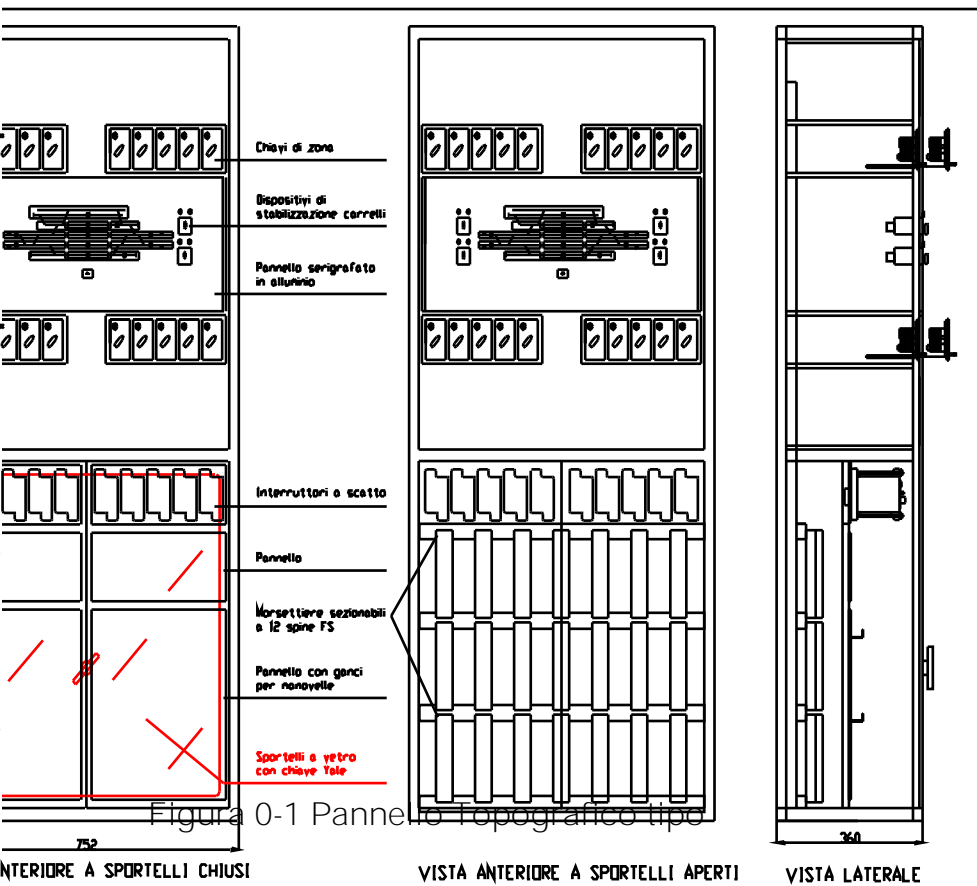 Chiavi di zona
Dispositivi di
stabilizzazione carrelli
Pannello serigrafato
in alluminio
Interruttori a scatto
Pannello
Morsettiere sezionabili
a 12 spine FS
Pannello con ganci
per manovelle
Sportelli a vetro
con chiave Yale
Figura 0-1 Pannello Topografico tipo
752
360
NTERIORE A SPORTELLI CHIUSI
VISTA ANTERIORE A SPORTELLI APERTI
VISTA LATERALE